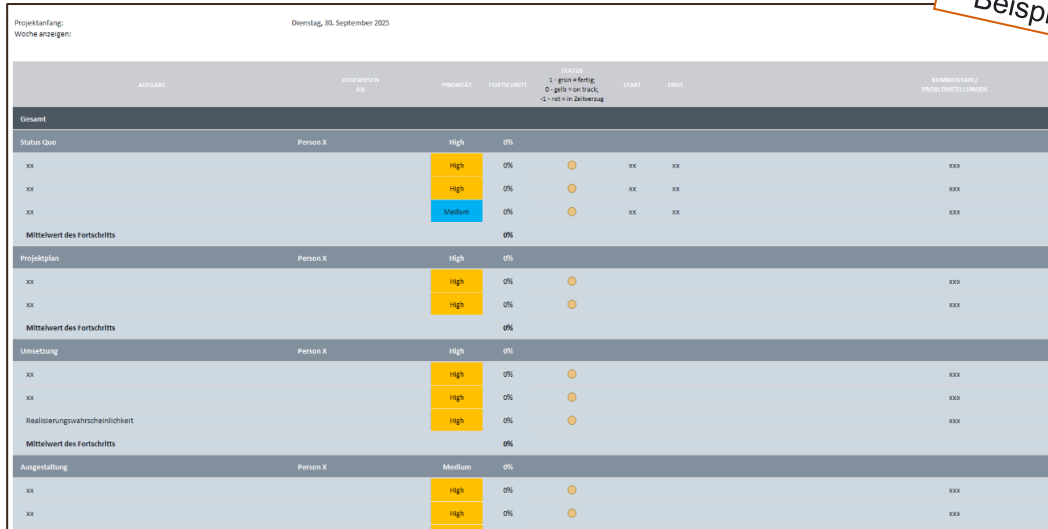 Beispi
Projektanfang: Dienstag, 30. September 2025
Woche anzeigen:
AUFGABE ZUGEWIESEN AN PRIORITÄT FORTSCHRITT STATUS 1 - grün = fertig; 0 - gelb = on track; -1 - rot = in Zeitverzug START ENDE KOMMENTARE/ PROBLEMSTELLUNGEN
Gesamt
Status Quo Person X High 0%
xx High 0% xx xx xxx
xx High 0% xx xx xxx
xx Medium 0% xx xx xxx
Mittelwert des Fortschritts 0%
Projektplan Person X High 0%
xx High 0% xxx
xx High 0% xxx
Mittelwert des Fortschritts 0%
Umsetzung Person X High 0%
xx High 0% xxx
xx High 0% xxx
Realisierungswahrscheinlichkeit High 0% xxx
Mittelwert des Fortschritts 0%
Ausgestaltung Person X Medium 0%
xx High 0% xxx
xx High 0% xxx